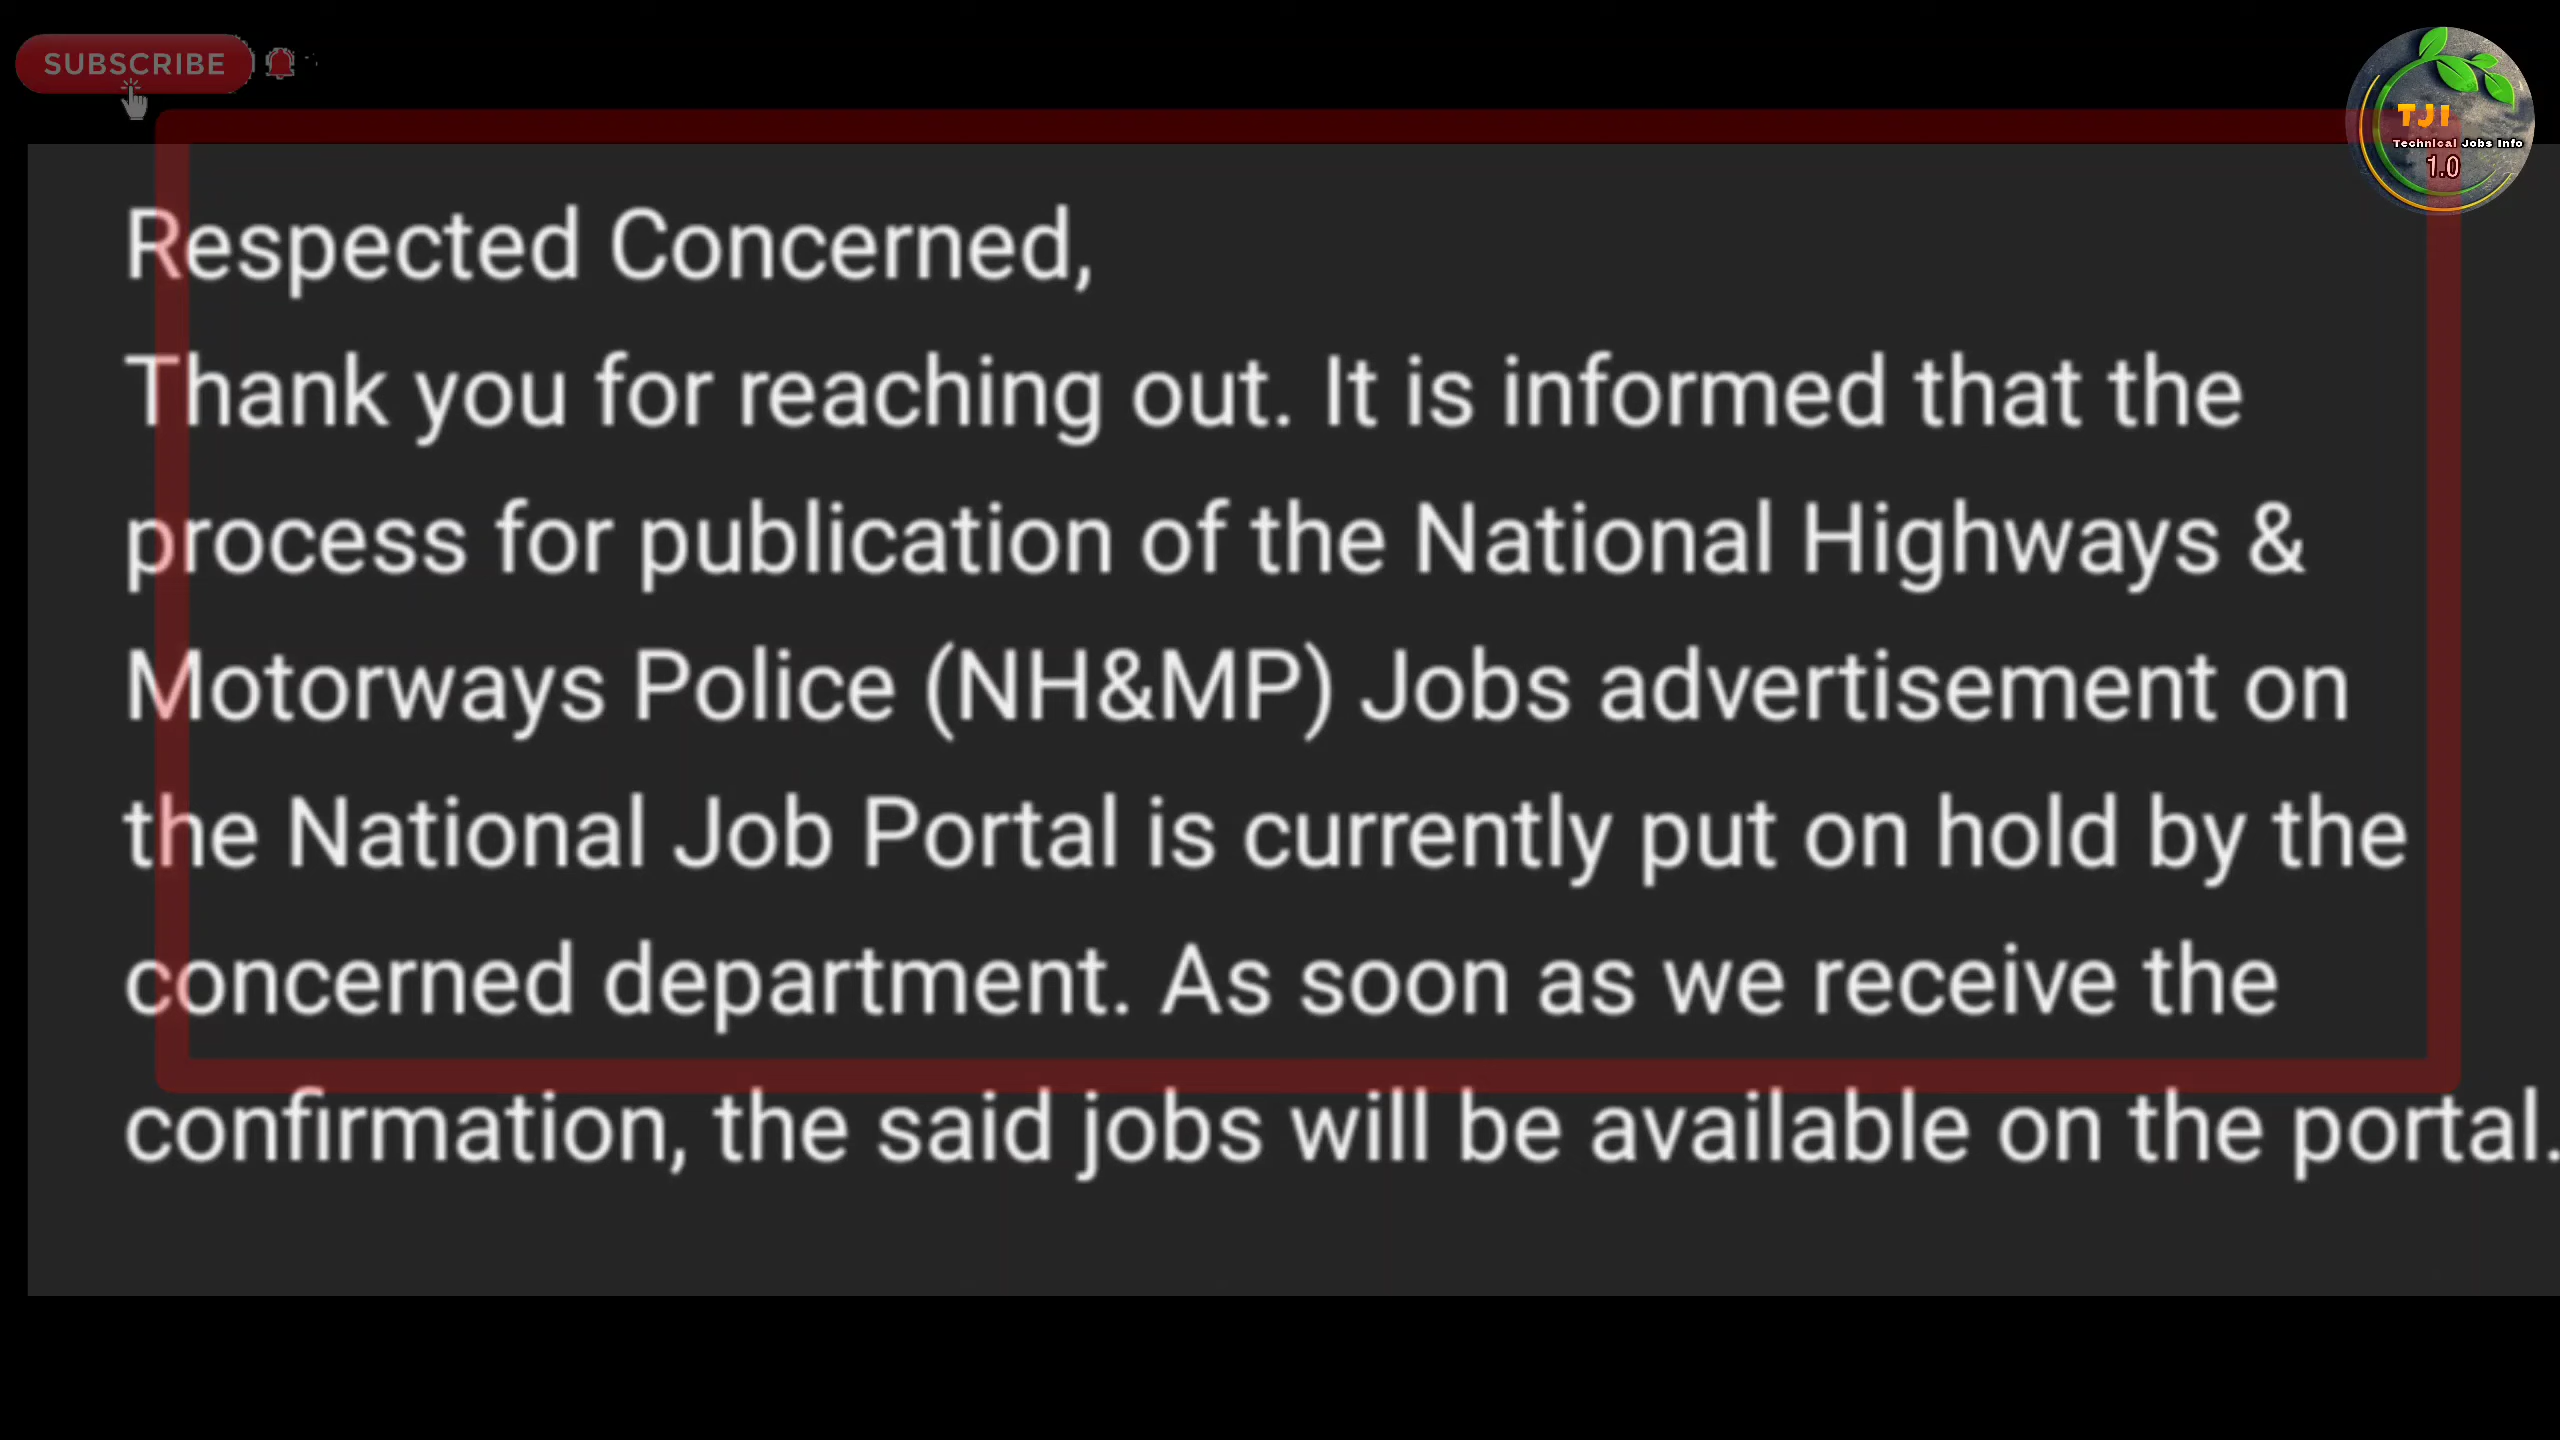 SUBSCRIBE
TJI
Technical Jobs Info
1.0
Respected Concerned,
Thank you for reaching out. It is informed that the
process for publication of the National Highways &
Motorways Police (NH&MP) Jobs advertisement on
the National Job Portal is currently put on hold by the
concerned department. As soon as we receive the
confirmation, the said jobs will be available on the portal.